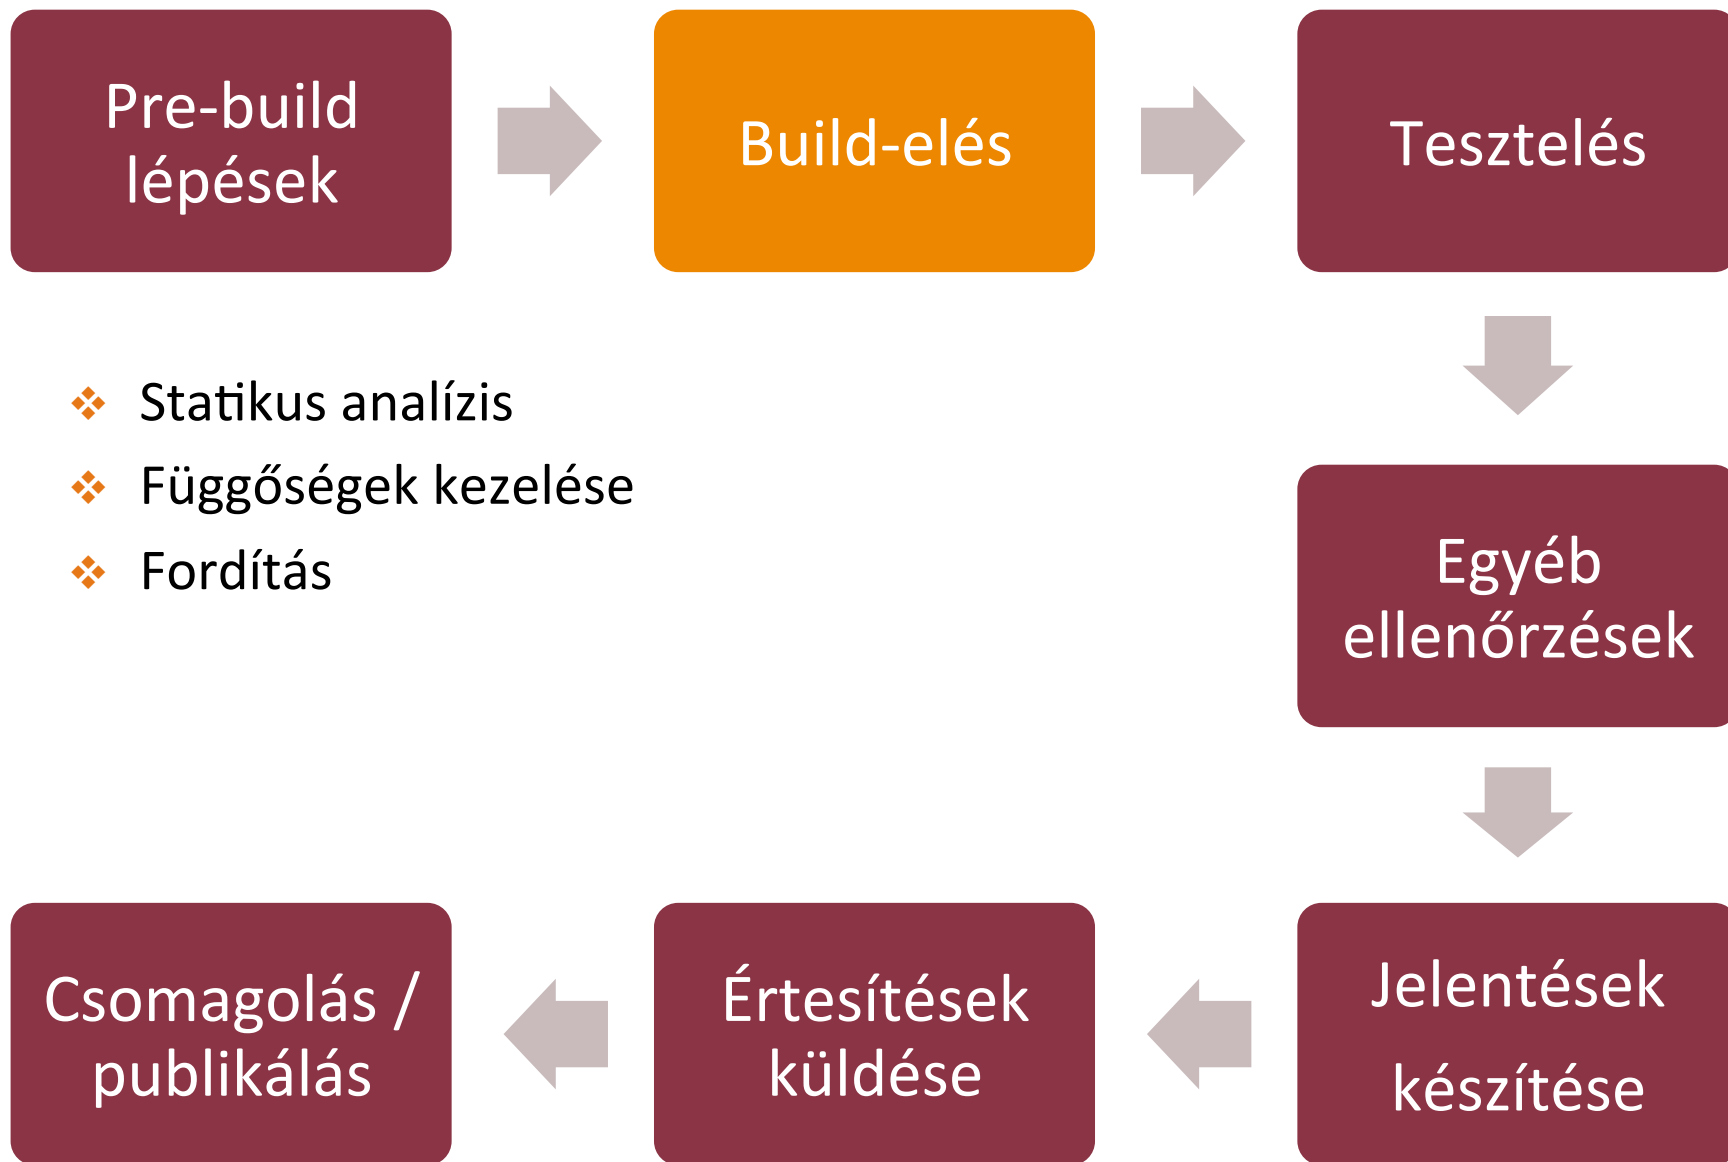 Pre-build
lépések
Build-elés
Tesztelés
Statikus analízis
Függőségek kezelése
Fordítás
Egyéb
ellenőrzések
Jelentések
készítése
Értesítések
küldése
Csomagolás /
publikálás